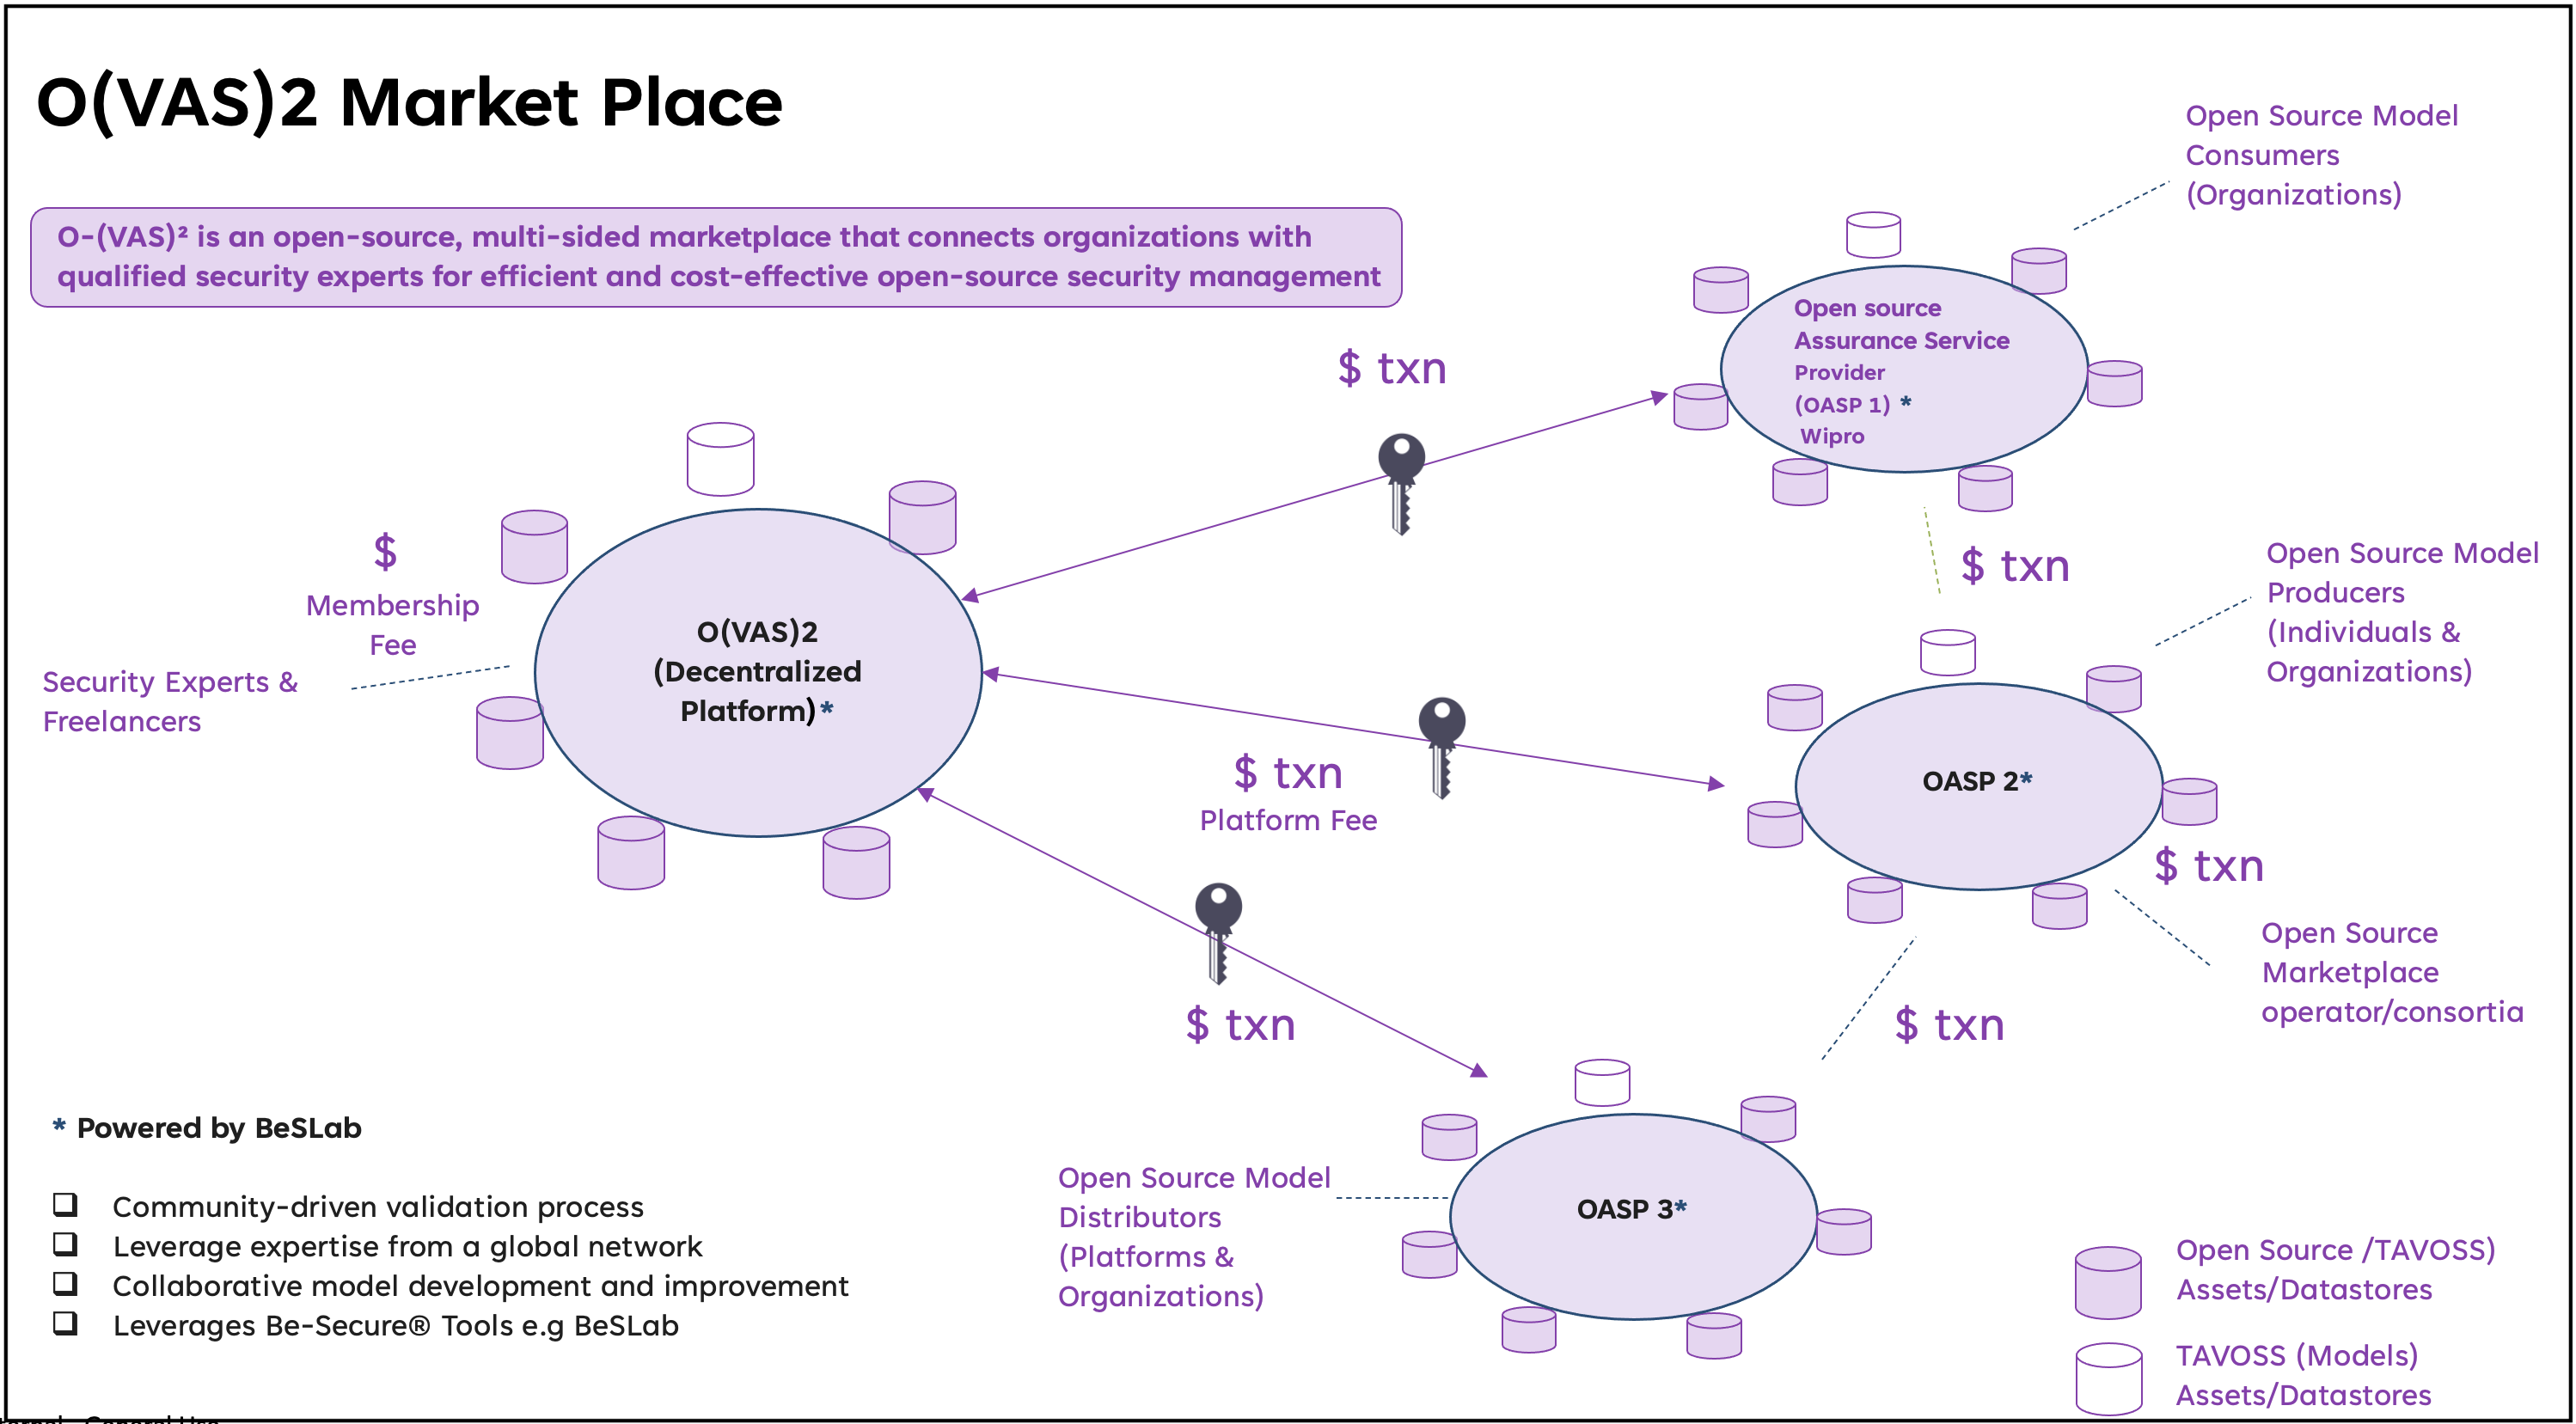 O(VAS)2 Market Place
O-(VAS)² is an open-source, multi-sided marketplace that connects organizations with
qualified security experts for efficient and cost-effective open-source security management
Open Source Model
Consumers
(Organizations)
Open source
Assurance Service
Provider
(OASP 1) *
Wipro
$ txn
$ txn
Open Source Model
Producers
(Individuals &
Organizations)
$
Membership
Fee
Security Experts &
Freelancers
O(VAS)2
(Decentralized
Platform)*
$ txn
Platform Fee
OASP 2*
$ txn
Open Source
Marketplace
operator/consortia
$ txn
$ txn
* Powered by BeSLab
❑ Community-driven validation process
❑ Leverage expertise from a global network
❑ Collaborative model development and improvement
❑ Leverages Be-Secure® Tools e.g BeSLab
Open Source Model
Distributors
(Platforms &
Organizations)
OASP 3*
Open Source /TAVOSS)
Assets/Datastores
TAVOSS (Models)
Assets/Datastores